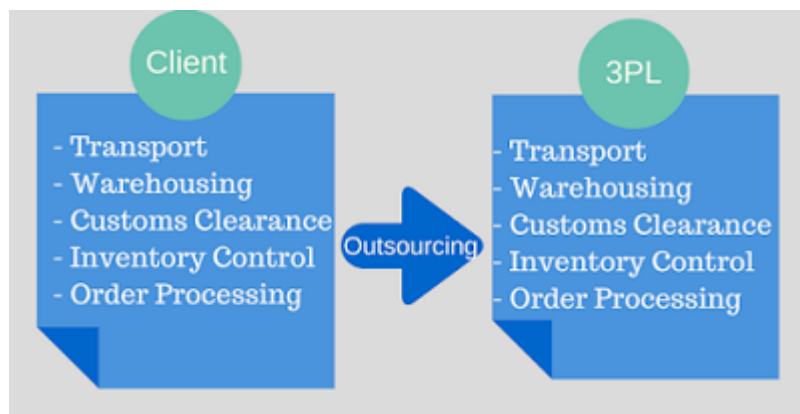 Client
- Transport
- Warehousing
- Customs Clearance
- Inventory Control
- Order Processing
Outsourcing
3PL
- Transport
- Warehousing
- Customs Clearance
- Inventory Control
- Order Processing